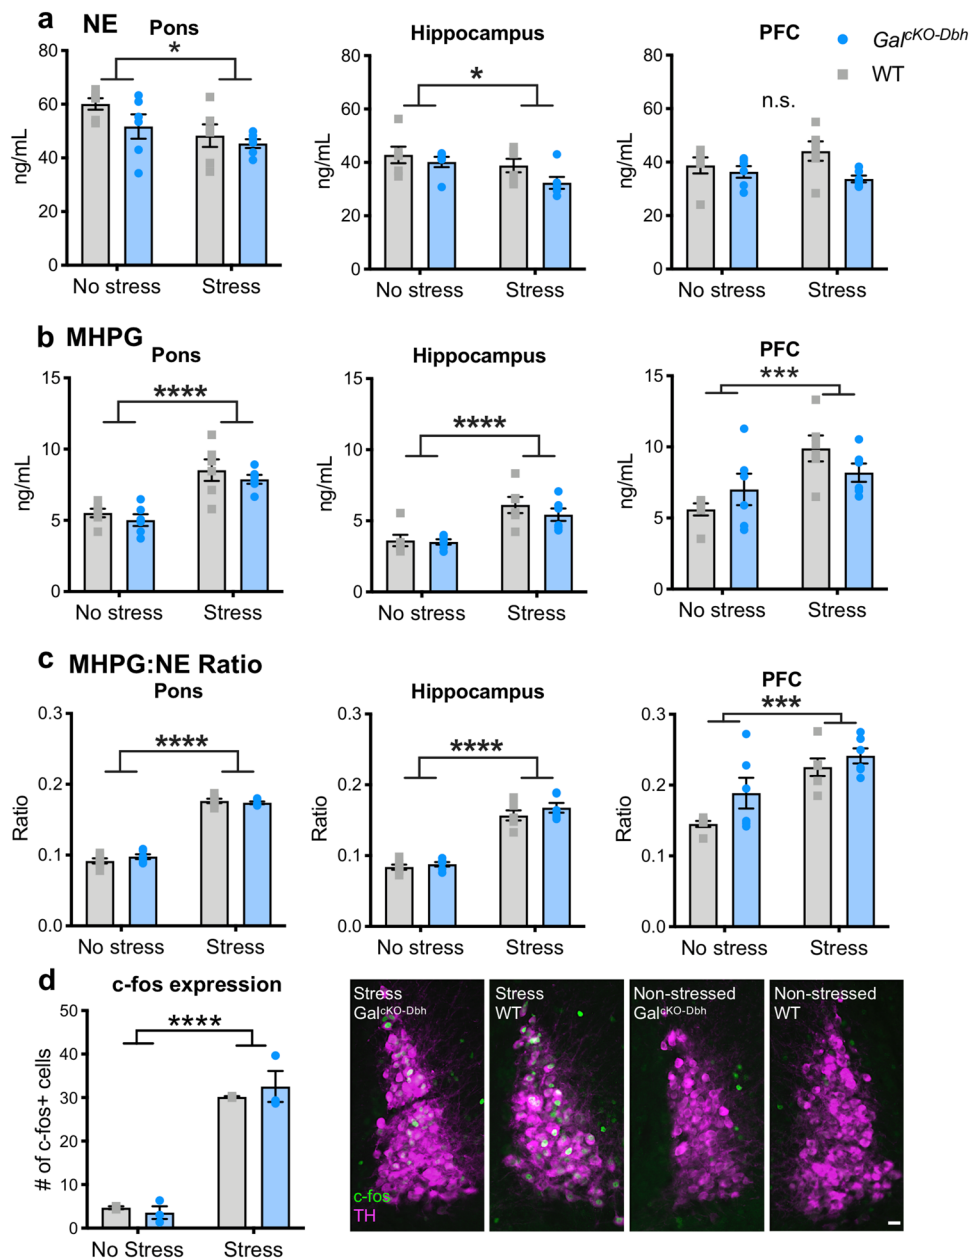 a NE
Pons
Hippocampus
PFC
Gal^cKO-Dbh
WT
*
*
n.s.
80
60
40
20
0
ng/mL
No stress Stress
80
60
40
20
0
ng/mL
No stress Stress
80
60
40
20
0
ng/mL
No stress Stress
b MHPG
Pons
Hippocampus
PFC
****
****
***
15
10
5
0
ng/mL
No stress Stress
15
10
5
0
ng/mL
No stress Stress
15
10
5
0
ng/mL
No stress Stress
c MHPG:NE Ratio
Pons
Hippocampus
PFC
****
****
***
0.3
0.2
0.1
0.0
Ratio
No stress Stress
0.3
0.2
0.1
0.0
Ratio
No stress Stress
0.3
0.2
0.1
0.0
Ratio
No stress Stress
d c-fos expression
****
50
40
30
20
10
0
# of c-fos+ cells
No Stress Stress
Stress
Gal^cKO-Dbh
Stress
WT
Non-stressed
Gal^cKO-Dbh
Non-stressed
WT
c-fos
TH